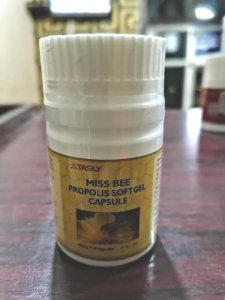 TASLY
MISS BEE
PROPOLIS SOFTGEL
CAPSULE